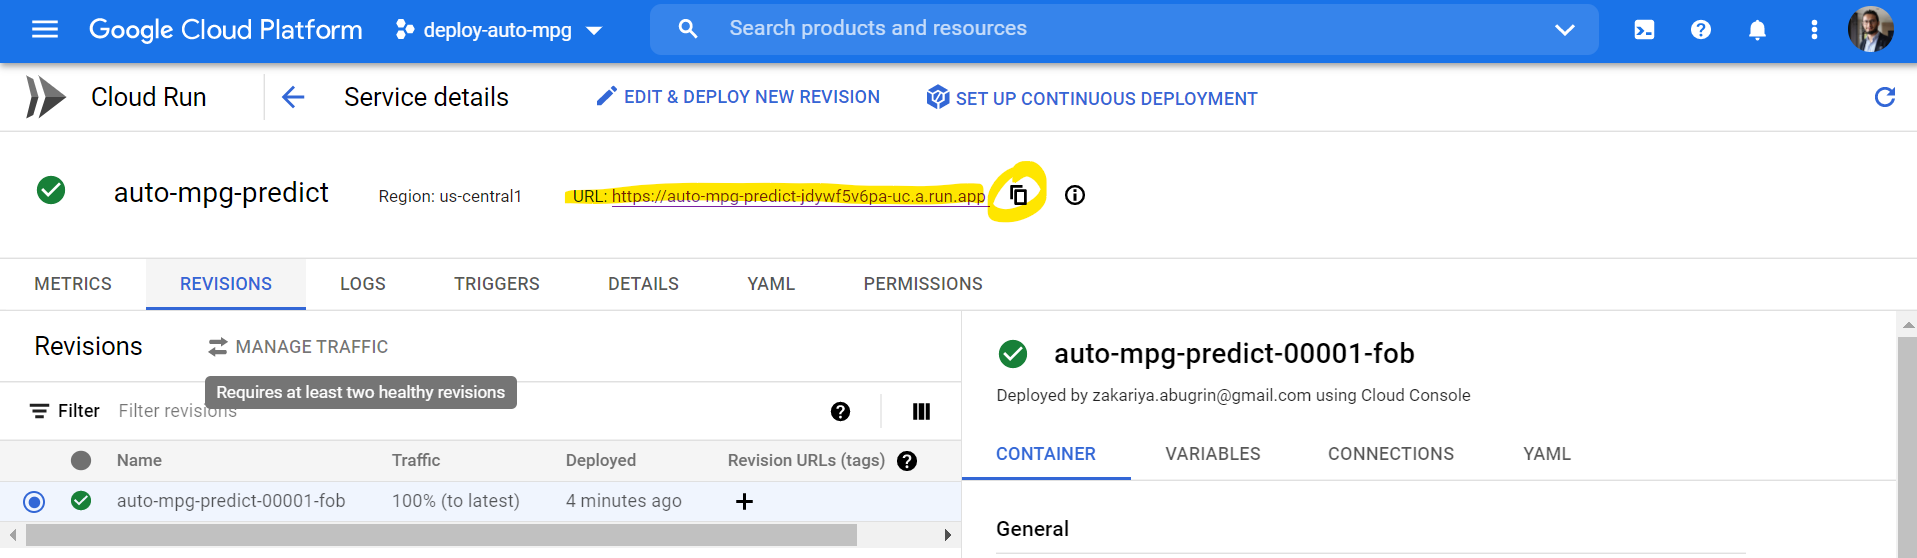 Google Cloud Platform deploy-auto-mpg Search products and resources
Cloud Run Service details EDIT & DEPLOY NEW REVISION SET UP CONTINUOUS DEPLOYMENT
auto-mpg-predict Region: us-central1 URL: https://auto-mpg-predict-jdywf5v6pa-uc.a.run.app
METRICS REVISIONS LOGS TRIGGERS DETAILS YAML PERMISSIONS
Revisions MANAGE TRAFFIC
Requires at least two healthy revisions
Filter Filter revisions
Name Traffic Deployed Revision URLs (tags)
auto-mpg-predict-00001-fob 100% (to latest) 4 minutes ago
auto-mpg-predict-00001-fob
Deployed by zakariya.abugrin@gmail.com using Cloud Console
CONTAINER VARIABLES CONNECTIONS YAML
General